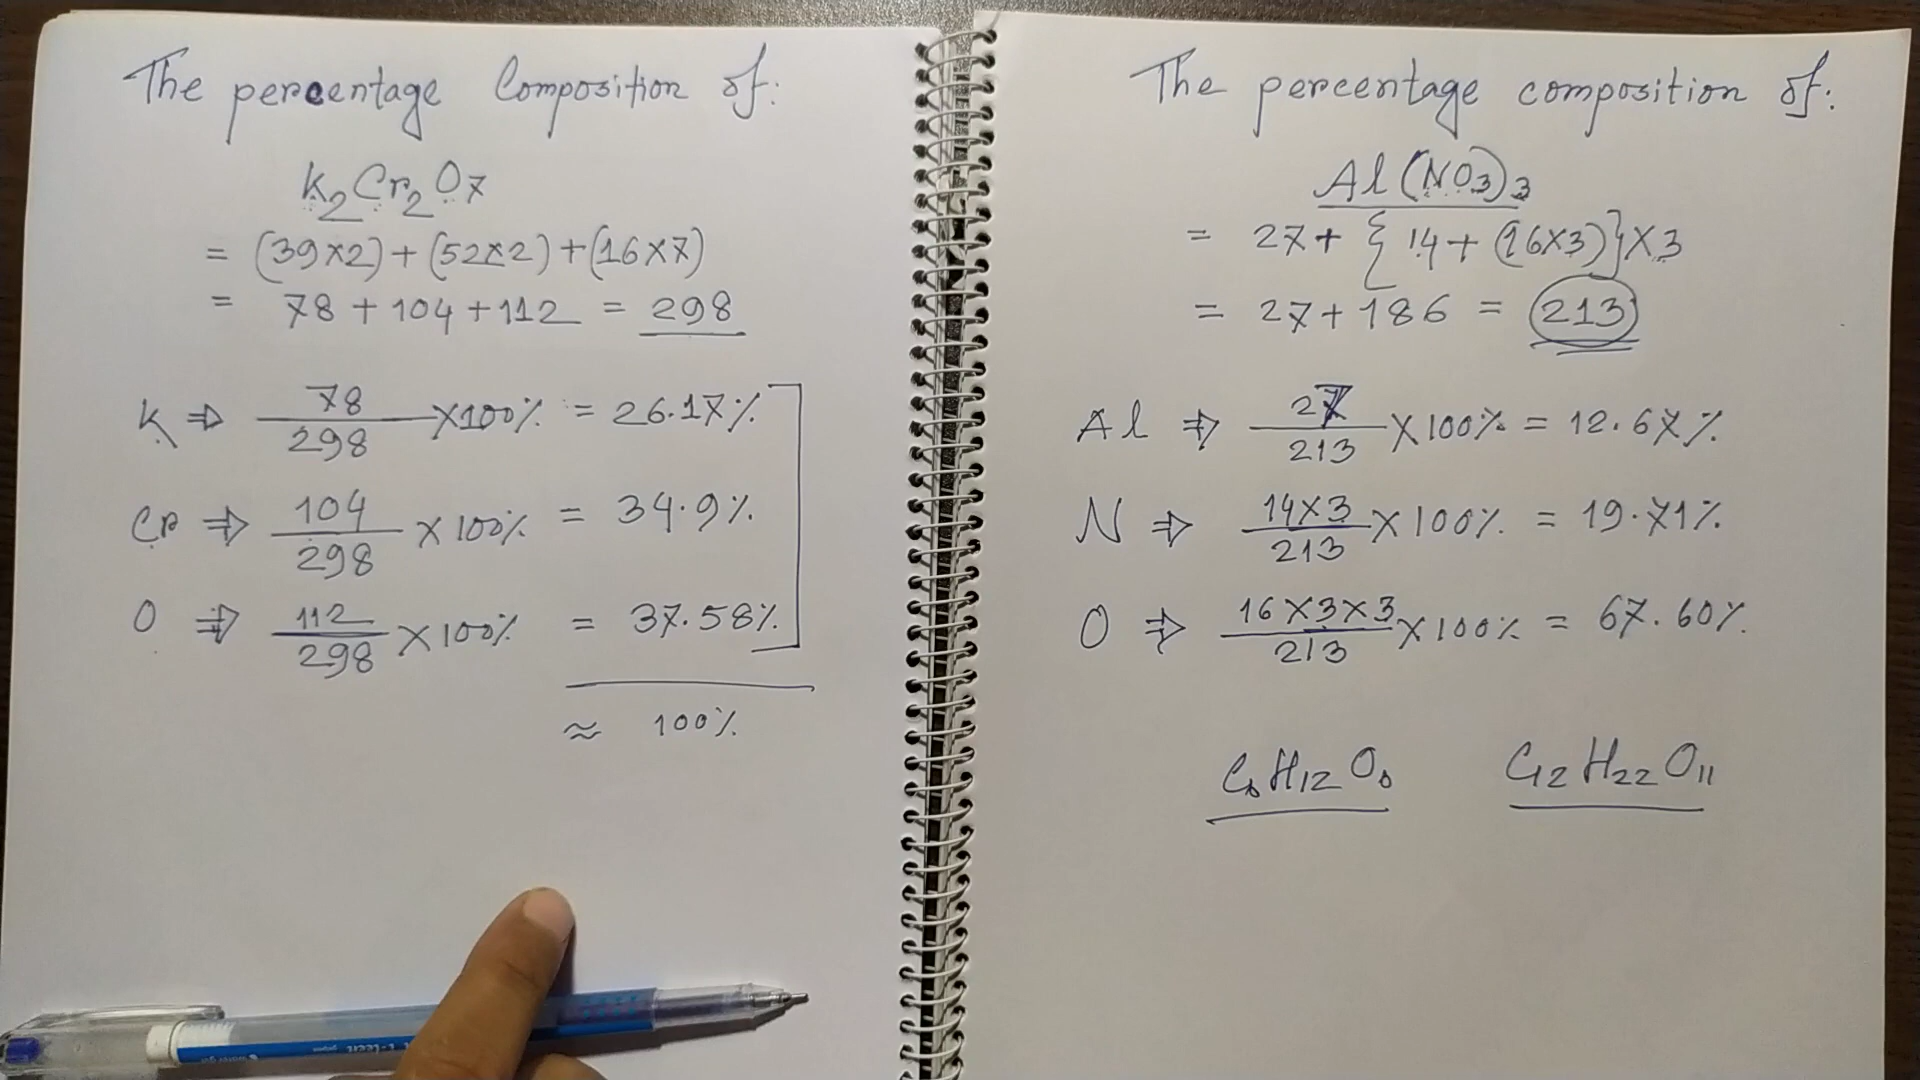 The percentage Composition of:
K2Cr2O7
= (39×2)+(52×2)+(16×7)
= 78+104+112 = 298
K ⇒ 78/298 ×100% = 26.17%
Cr ⇒ 104/298 ×100% = 34.9%
O ⇒ 112/298 ×100% = 37.58%
≈ 100%
The percentage composition of:
Al(NO3)3
= 27+{14+(16×3)}×3
= 27+186 = 213
Al ⇒ 27/213 ×100% = 12.67%
N ⇒ 14×3/213 ×100% = 19.71%
O ⇒ 16×3×3/213 ×100% = 67.60%
C6H12O6 C12H22O11